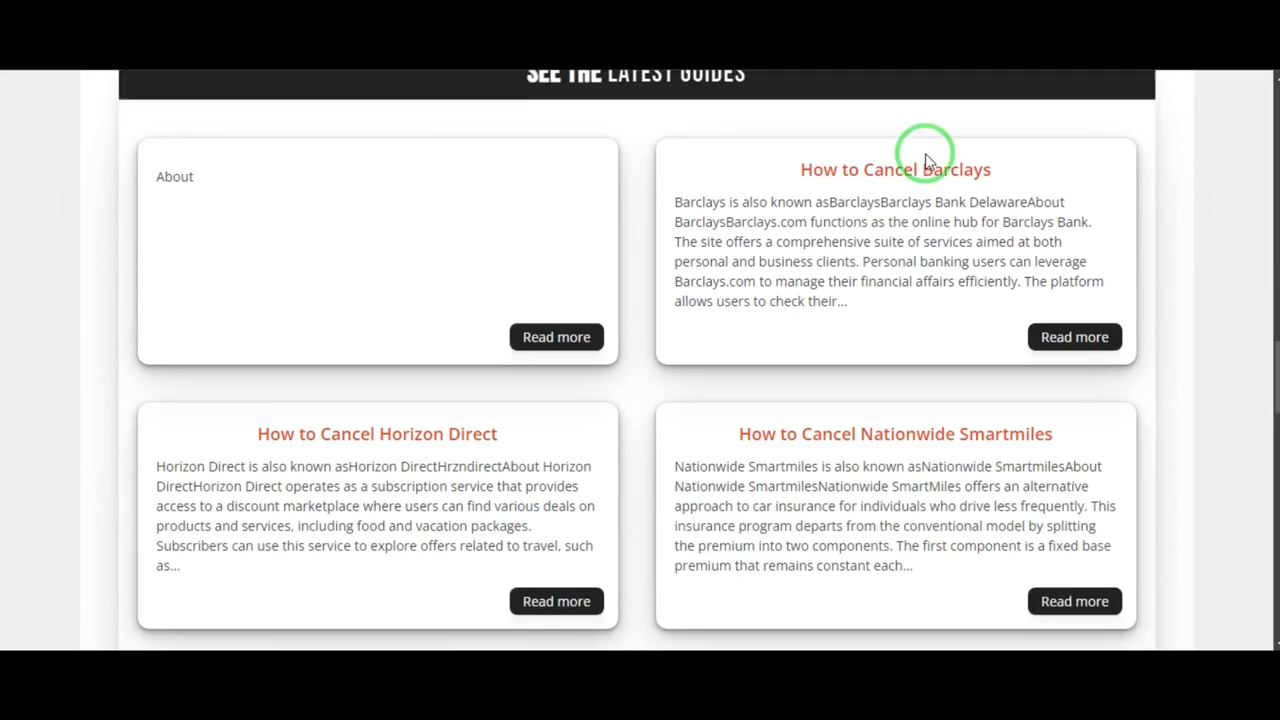 SEE THE LATEST GUIDES
About
Read more
How to Cancel Barclays
Barclays is also known asBarclaysBarclays Bank DelawareAbout
BarclaysBarclays.com functions as the online hub for Barclays Bank.
The site offers a comprehensive suite of services aimed at both
personal and business clients. Personal banking users can leverage
Barclays.com to manage their financial affairs efficiently. The platform
allows users to check their...
Read more
How to Cancel Horizon Direct
Horizon Direct is also known asHorizon DirectHrzndirectAbout Horizon
DirectHorizon Direct operates as a subscription service that provides
access to a discount marketplace where users can find various deals on
products and services, including food and vacation packages.
Subscribers can use this service to explore offers related to travel, such
as...
Read more
How to Cancel Nationwide Smartmiles
Nationwide Smartmiles is also known asNationwide SmartmilesAbout
Nationwide SmartmilesNationwide SmartMiles offers an alternative
approach to car insurance for individuals who drive less frequently. This
insurance program departs from the conventional model by splitting
the premium into two components. The first component is a fixed base
premium that remains constant each...
Read more